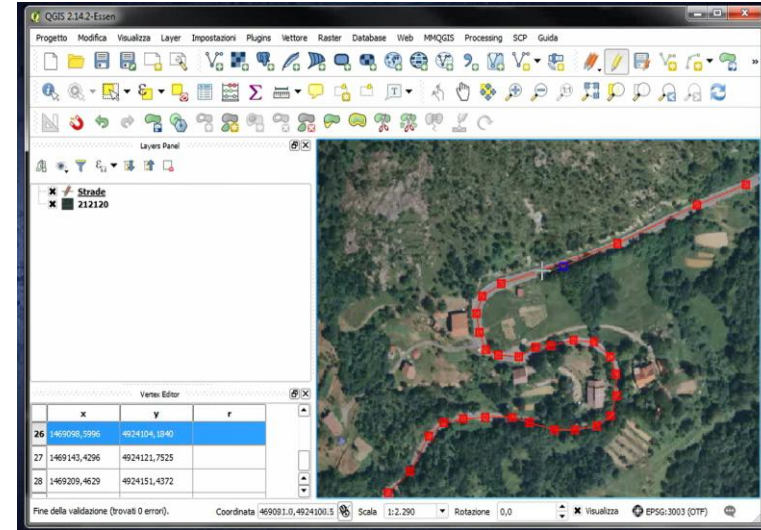 QGIS 2.14.2-Essen
Progetto Modifica Visualizza Layer Impostazioni Plugins Vettore Raster Database Web MMQGIS Processing SCP Guida
Layers Panel
Strade
212120
Vertex Editor
x y r
26 1469098,5996 4924104,1840
27 1469143,4296 4924121,7525
28 1469209,4629 4924151,4372
Fine della validazione (trovati 0 errori). Coordinata 469081.0,4924100.5 Scala 1:2.290 Rotazione 0,0 Visualizza EPSG:3003 (OTF)